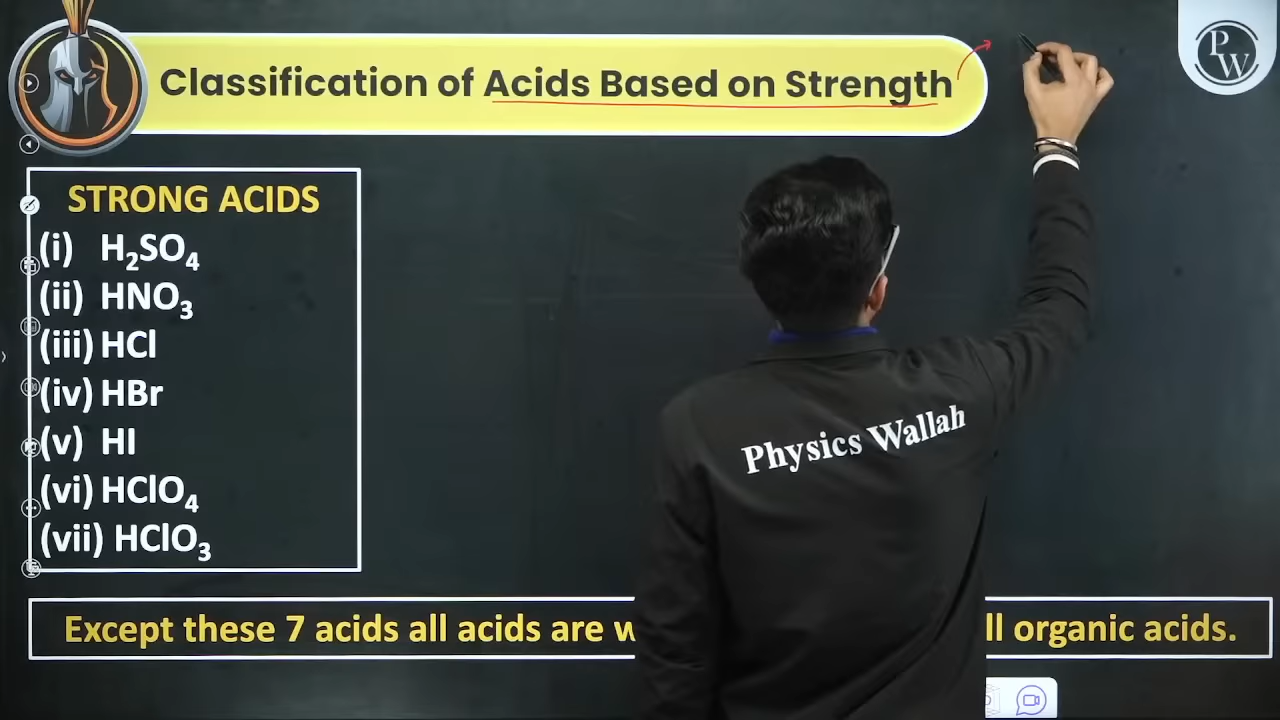 Classification of Acids Based on Strength
PW
STRONG ACIDS
(i) H₂SO₄
(ii) HNO₃
(iii) HCl
(iv) HBr
(v) HI
(vi) HClO₄
(vii) HClO₃
Physics Wallah
Except these 7 acids all acids are organic acids.